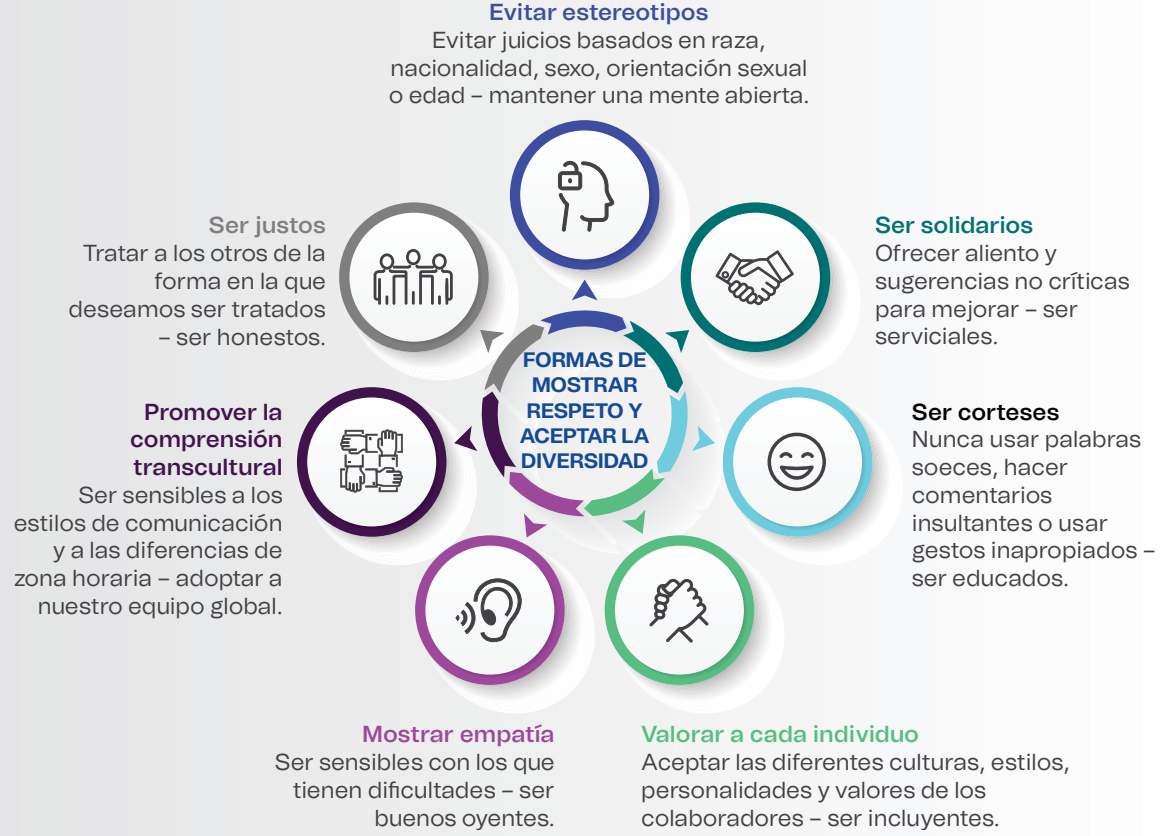 Evitar estereotipos
Evitar juicios basados en raza,
nacionalidad, sexo, orientación sexual
o edad – mantener una mente abierta.
Ser solidarios
Ofrecer aliento y
sugerencias no críticas
para mejorar – ser
serviciales.
Ser corteses
Nunca usar palabras
soeces, hacer
comentarios
insultantes o usar
gestos inapropiados –
ser educados.
Valorar a cada individuo
Aceptar las diferentes culturas, estilos,
personalidades y valores de los
colaboradores – ser incluyentes.
Mostrar empatía
Ser sensibles con los que
tienen dificultades – ser
buenos oyentes.
Promover la
comprensión
transcultural
Ser sensibles a los
estilos de comunicación
y a las diferencias de
zona horaria – adoptar a
nuestro equipo global.
Ser justos
Tratar a los otros de la
forma en la que
deseamos ser tratados
– ser honestos.
FORMAS DE
MOSTRAR
RESPETO Y
ACEPTAR LA
DIVERSIDAD